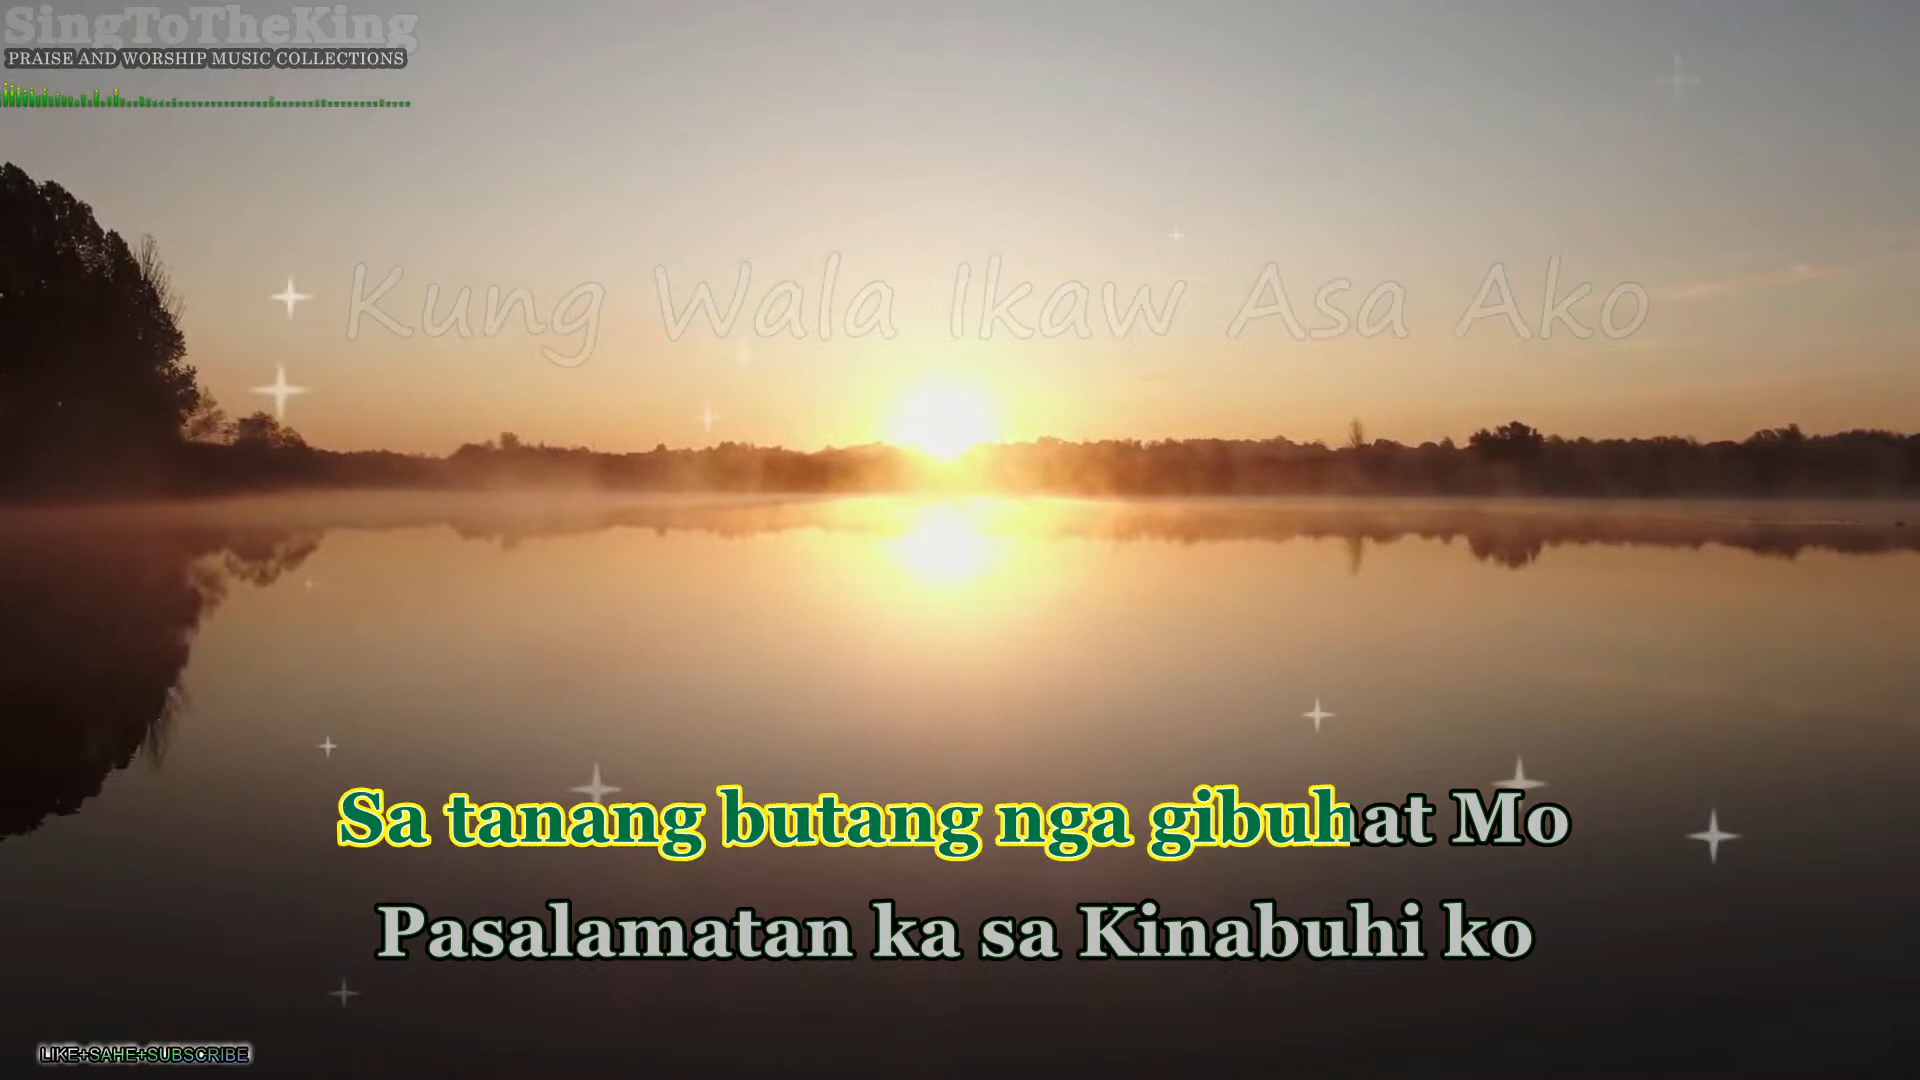 SingToTheKing
PRAISE AND WORSHIP MUSIC COLLECTIONS
Kung Wala Ikaw Asa Ako
Sa tanang butang nga gibuhat Mo
Pasalamatan ka sa Kinabuhi ko
LIKE+SAHE+SUBSCRIBE